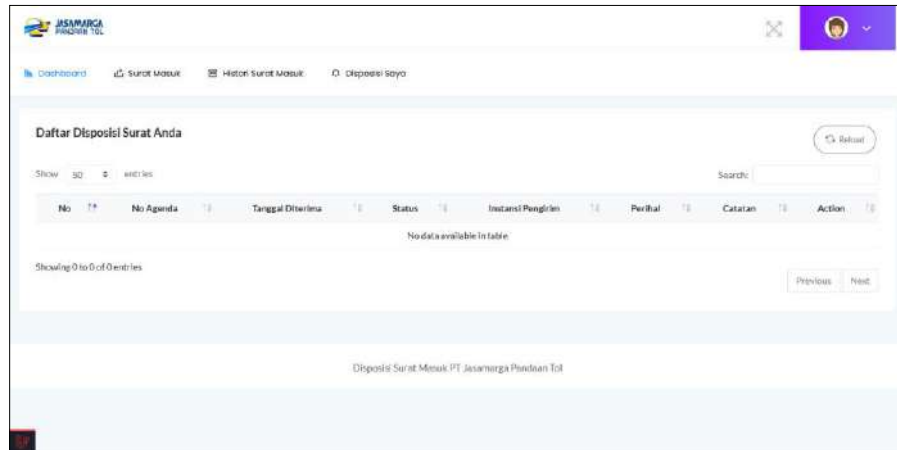 JASAMARGA
PANDAAN TOL
Dashboard Surat Masuk Histori Surat Masuk Disposisi Saya
Daftar Disposisi Surat Anda
Reload
Show 50 entries Search:
No No Agenda Tanggal Diterima Status Instansi Pengirim Perihal Catatan Action
No data available in table
Showing 0 to 0 of 0 entries
Previous Next
Disposisi Surat Masuk PT Jasamarga Pandaan Tol